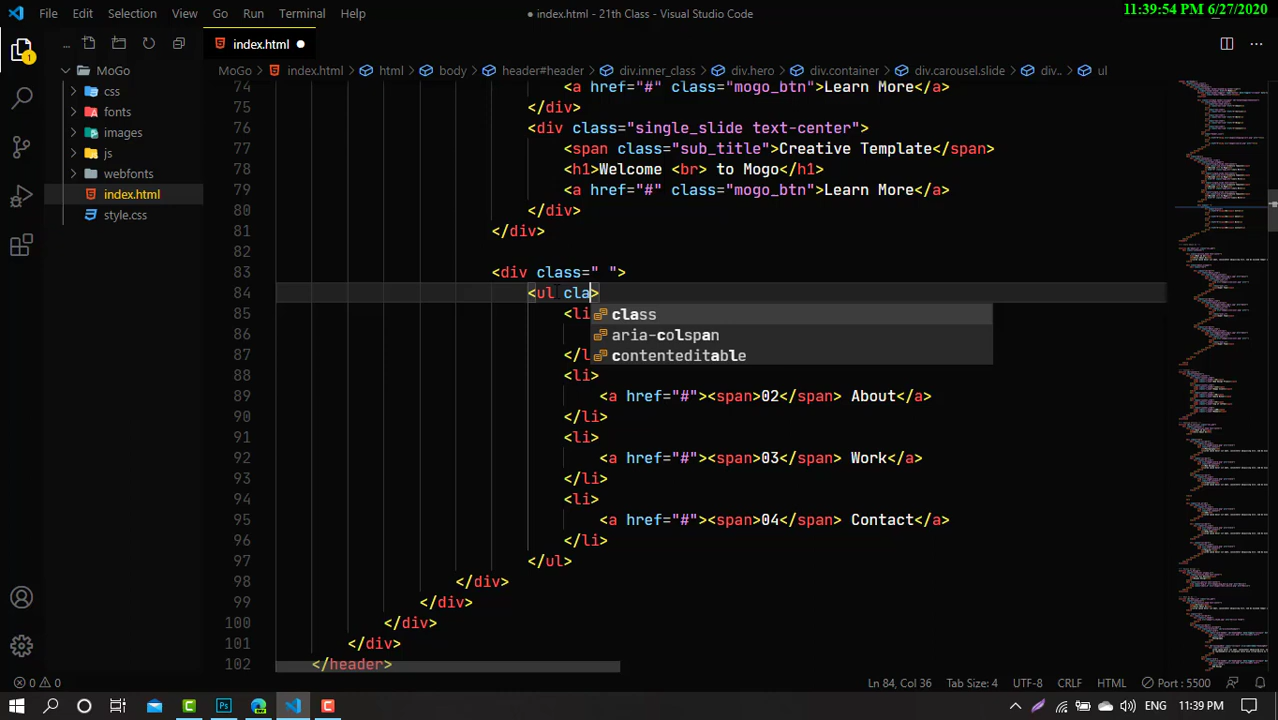 File Edit Selection View Go Run Terminal Help
● index.html - 21th Class - Visual Studio Code
11:39:54 PM 6/27/2020
...
index.html ●
MoGo
css
fonts
images
js
webfonts
index.html
style.css
1
MoGo > index.html > html > body > header#header > div.inner_class > div.hero > div.container > div.carousel.slide > div.. > ul
74 <a href="#" class="mogo_btn">Learn More</a>
75 </div>
76 <div class="single_slide text-center">
77 <span class="sub_title">Creative Template</span>
78 <h1>Welcome <br> to Mogo</h1>
79 <a href="#" class="mogo_btn">Learn More</a>
80 </div>
81 </div>
82
83 <div class=" ">
84 <ul cla>
85 <li
class
aria-colspan
86
87 </l
contenteditable
88 <li>
89 <a href="#"><span>02</span> About</a>
90 </li>
91 <li>
92 <a href="#"><span>03</span> Work</a>
93 </li>
94 <li>
95 <a href="#"><span>04</span> Contact</a>
96 </li>
97 </ul>
98 </div>
99 </div>
100 </div>
101 </div>
102 </header>
0 0
Ln 84, Col 36 Tab Size: 4 UTF-8 CRLF HTML Port : 5500
Ps
ENG 11:39 PM